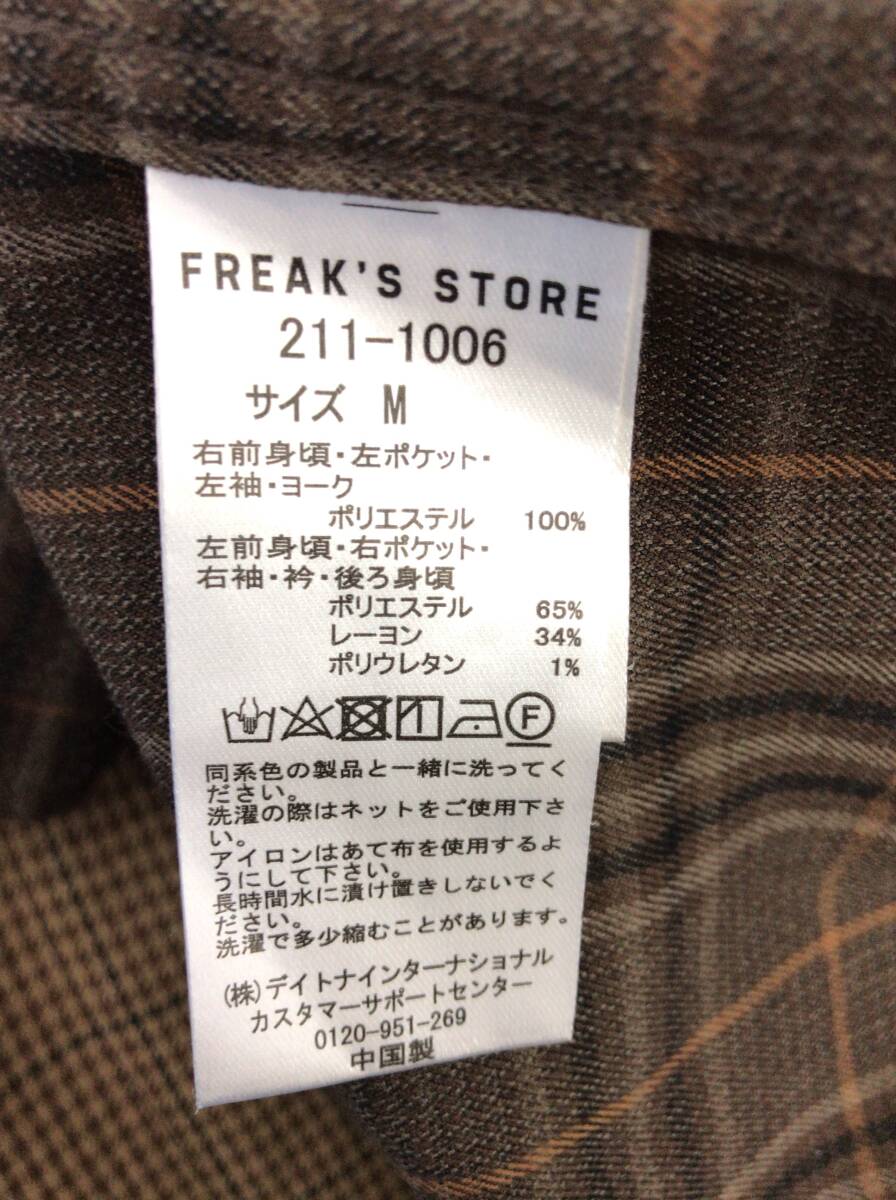 FREAK'S STORE
211-1006
サイズ M
右前身頃・左ポケット・
左袖・ヨーク
ポリエステル 100%
左前身頃・右ポケット・
右袖・衿・後ろ身頃
ポリエステル 65%
レーヨン 34%
ポリウレタン 1%
F
同系色の製品と一緒に洗ってく
ださい。
洗濯の際はネットをご使用下さ
い。
アイロンはあて布を使用するよ
うにして下さい。
長時間水に漬け置きしないでく
ださい。
洗濯で多少縮むことがあります。
(株)デイトナインターナショナル
カスタマーサポートセンター
0120-951-269
中国製